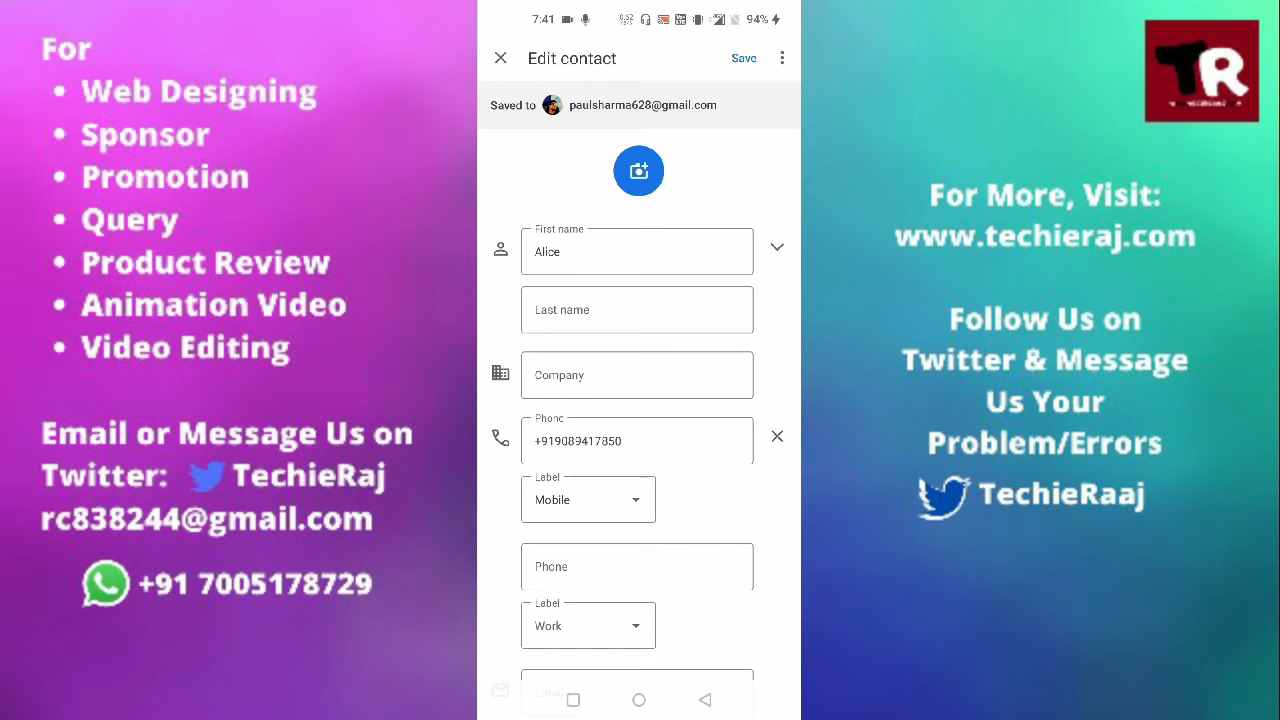 For
• Web Designing
• Sponsor
• Promotion
• Query
• Product Review
• Animation Video
• Video Editing
Email or Message Us on
Twitter: TechieRaj
rc838244@gmail.com
+91 7005178729
7:41
94%
Edit contact
Save
Saved to paulsharma628@gmail.com
First name
Alice
Last name
Company
Phone
+919089417850
Label
Mobile
Phone
Label
Work
Email
TR
For More, Visit:
www.techieraj.com
Follow Us on
Twitter & Message
Us Your
Problem/Errors
TechieRaaj